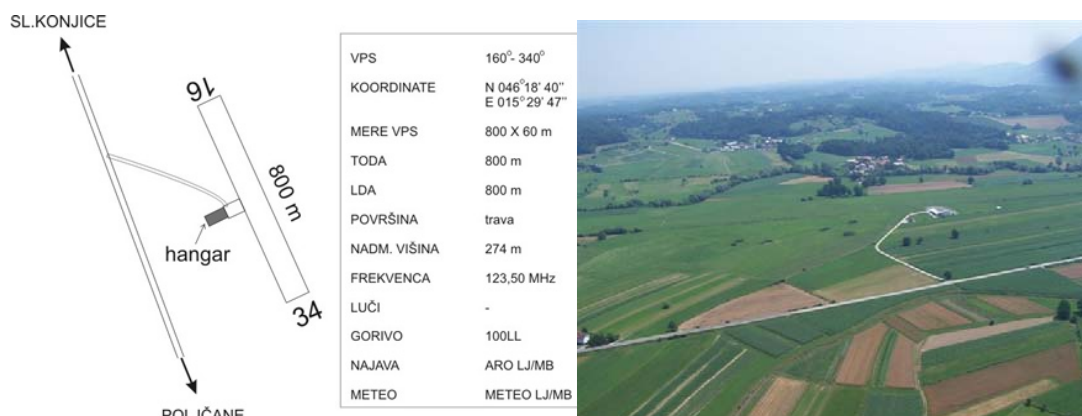 SL.KONJICE
16
800 m
hangar
34
POLJČANE
VPS 160°- 340°
KOORDINATE N 046°18' 40"
E 015°29' 47"
MERE VPS 800 X 60 m
TODA 800 m
LDA 800 m
POVRŠINA trava
NADM. VIŠINA 274 m
FREKVENCA 123,50 MHz
LUČI -
GORIVO 100LL
NAJAVA ARO LJ/MB
METEO METEO LJ/MB